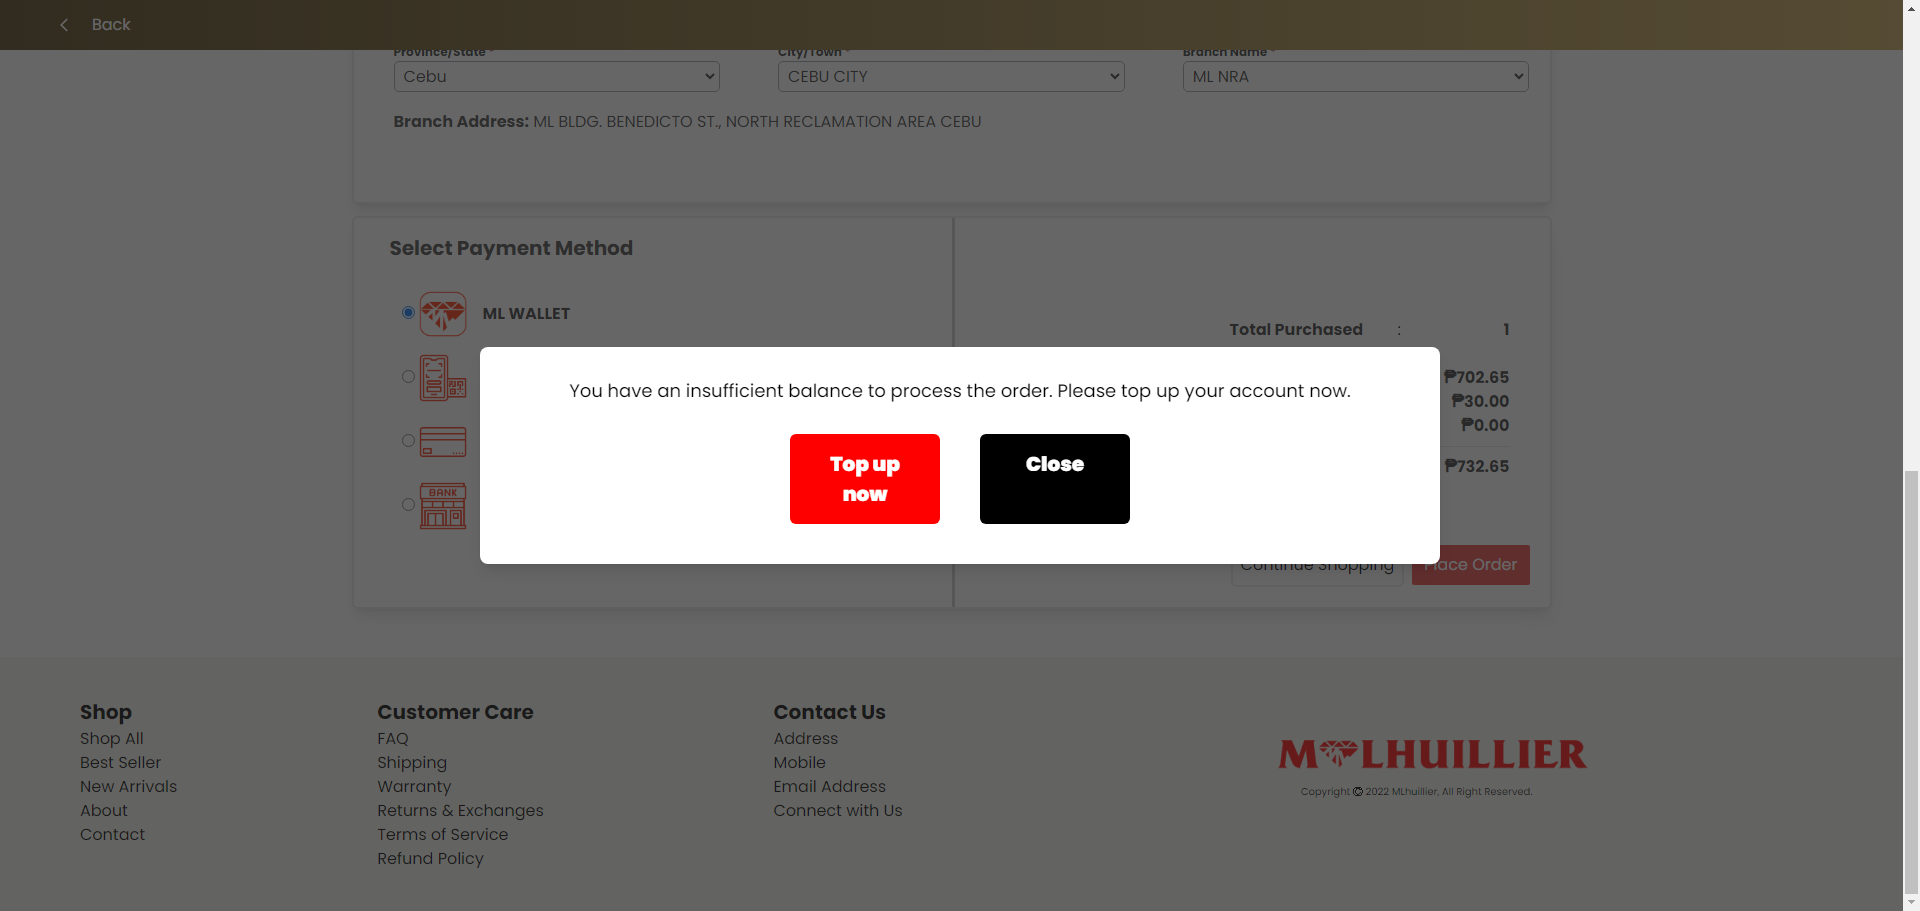 Back
Province/State *
City/Town *
Branch Name *
Cebu
CEBU CITY
ML NRA
Branch Address: ML BLDG. BENEDICTO ST., NORTH RECLAMATION AREA CEBU
Select Payment Method
ML WALLET
BANK
Total Purchased : 1
₱702.65
₱30.00
₱0.00
₱732.65
You have an insufficient balance to process the order. Please top up your account now.
Top up
now
Close
Continue Shopping
Place Order
Shop
Shop All
Best Seller
New Arrivals
About
Contact
Customer Care
FAQ
Shipping
Warranty
Returns & Exchanges
Terms of Service
Refund Policy
Contact Us
Address
Mobile
Email Address
Connect with Us
M LHUILLIER
Copyright © 2022 MLhuillier, All Right Reserved.